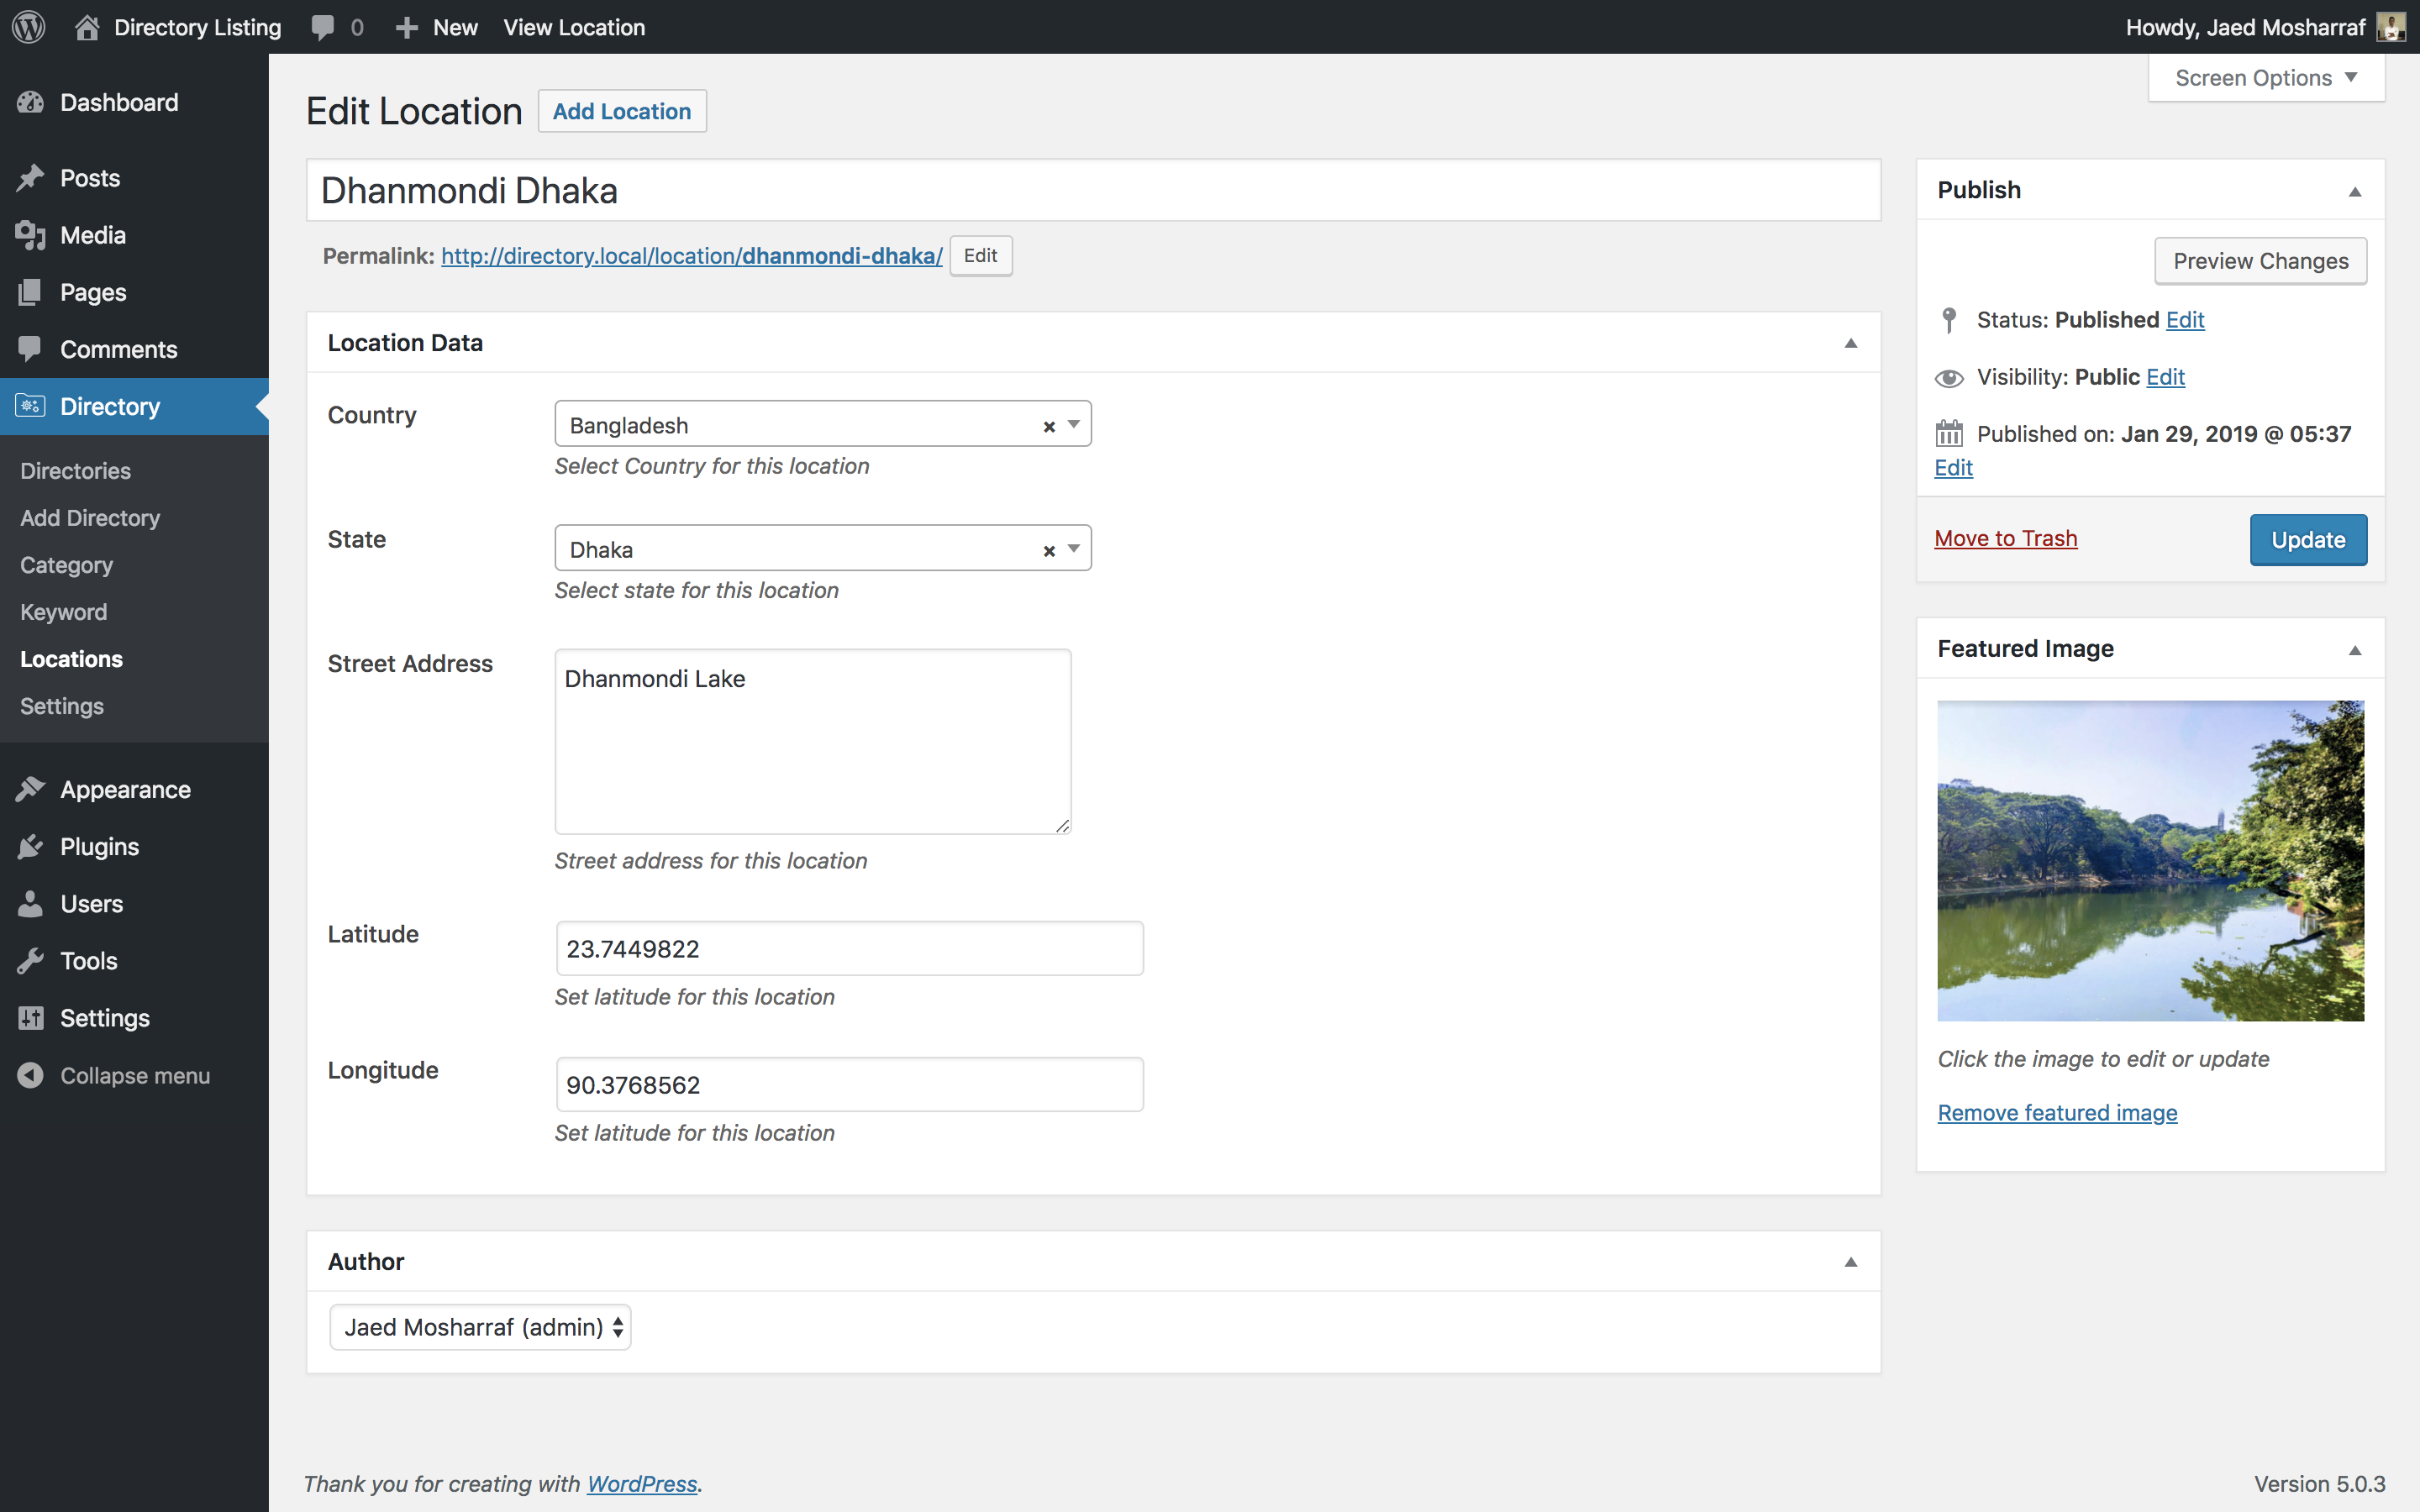 Directory Listing 0 New View Location Howdy, Jaed Mosharraf
Screen Options
Dashboard
Posts
Media
Pages
Comments
Directory
Directories
Add Directory
Category
Keyword
Locations
Settings
Appearance
Plugins
Users
Tools
Settings
Collapse menu
Edit Location Add Location
Dhanmondi Dhaka
Permalink: http://directory.local/location/dhanmondi-dhaka/ Edit
Location Data
Country Bangladesh ×
Select Country for this location
State Dhaka ×
Select state for this location
Street Address Dhanmondi Lake
Street address for this location
Latitude 23.7449822
Set latitude for this location
Longitude 90.3768562
Set latitude for this location
Author
Jaed Mosharraf (admin)
Publish
Preview Changes
Status: Published Edit
Visibility: Public Edit
Published on: Jan 29, 2019 @ 05:37
Edit
Move to Trash Update
Featured Image
Click the image to edit or update
Remove featured image
Thank you for creating with WordPress. Version 5.0.3